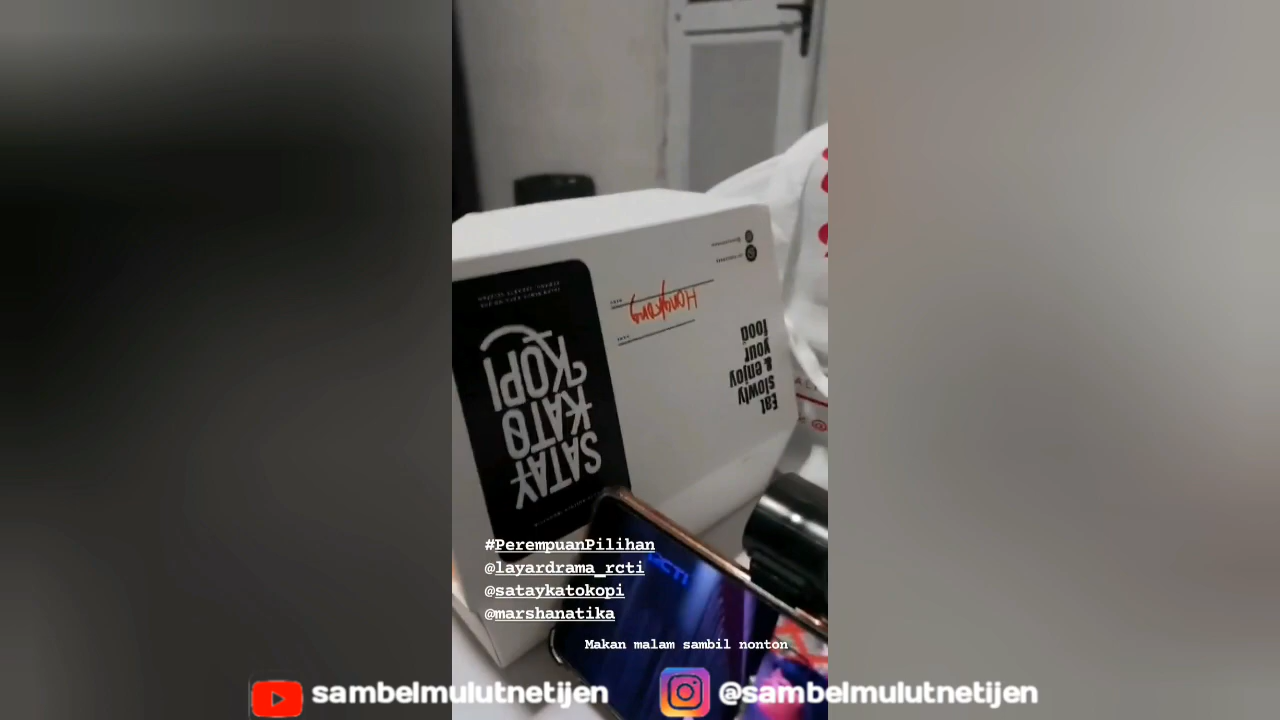 SATAY
KATO
KOPI
Hongkong
Eat
slowly
& enjoy
your
food
RCTI
#PerempuanPilihan
@layardrama_rcti
@sataykatokopi
@marshanatika
Makan malam sambil nonton
sambelmulutnetijen
@sambelmulutnetijen